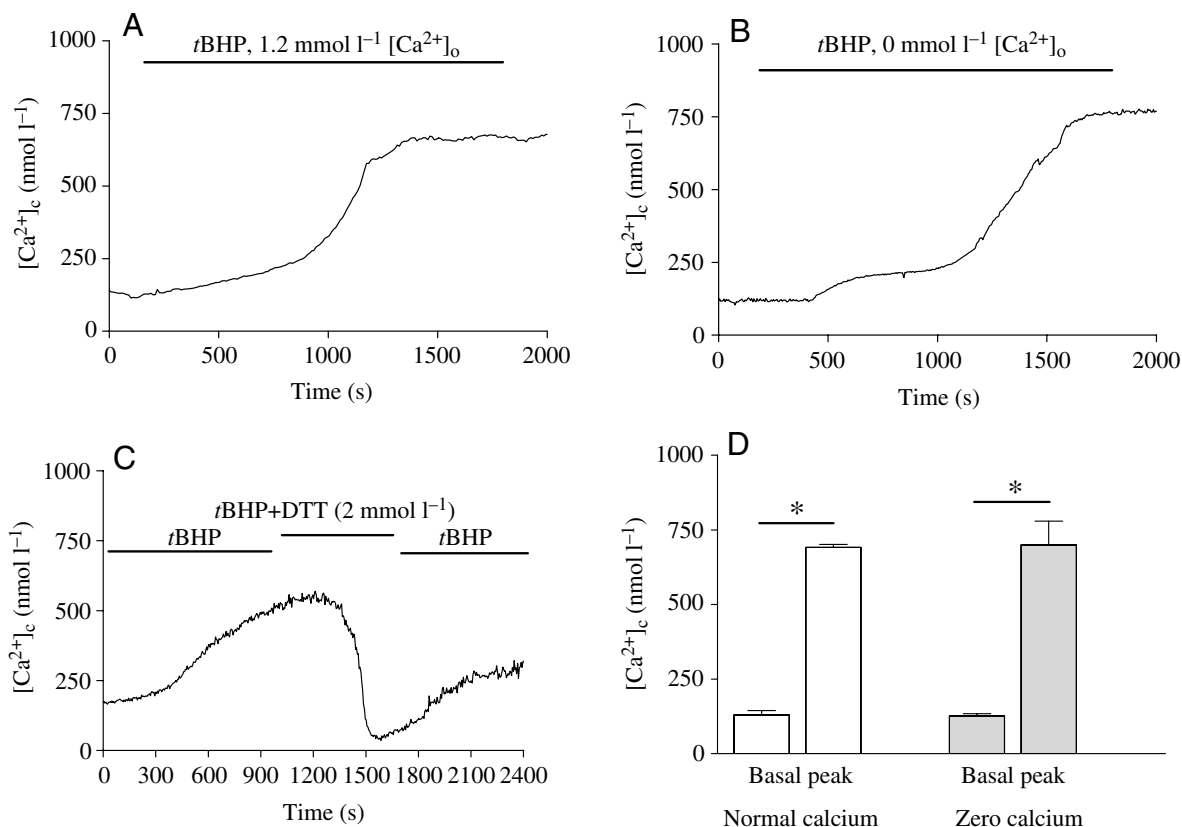 A
tBHP, 1.2 mmol l⁻¹ [Ca²⁺]ₒ
1000
750
500
250
0
[Ca²⁺]c (nmol l⁻¹)
0 500 1000 1500 2000
Time (s)
B
tBHP, 0 mmol l⁻¹ [Ca²⁺]ₒ
1000
750
500
250
0
[Ca²⁺]c (nmol l⁻¹)
0 500 1000 1500 2000
Time (s)
C
tBHP+DTT (2 mmol l⁻¹)
tBHP tBHP
1000
750
500
250
0
[Ca²⁺]c (nmol l⁻¹)
0 300 600 900 1200 1500 1800 2100 2400
Time (s)
D
* *
1000
750
500
250
0
[Ca²⁺]c (nmol l⁻¹)
Basal peak Basal peak
Normal calcium Zero calcium